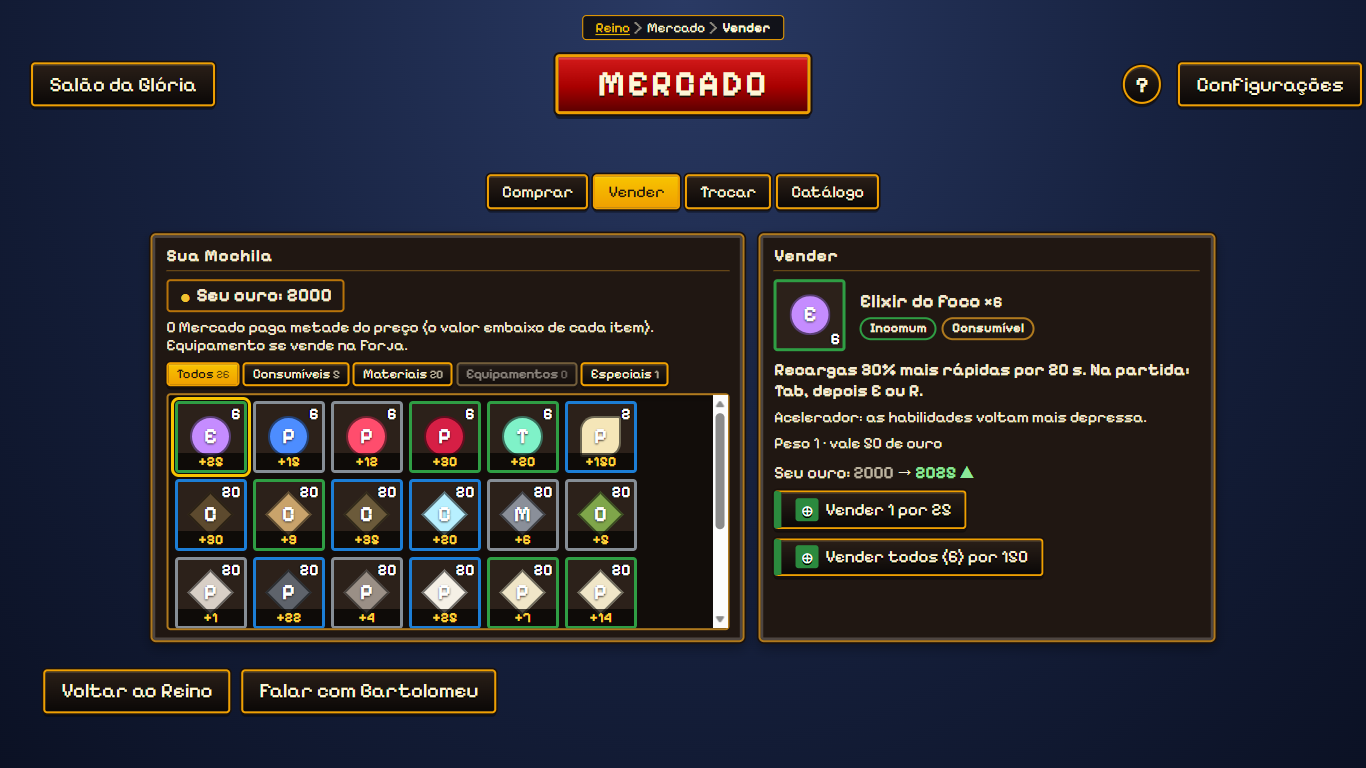 Reino > Mercado > Vender
Salão da Glória
MERCADO
?
Configurações
Comprar
Vender
Trocar
Catálogo
Sua Mochila
Seu ouro: 2000
O Mercado paga metade do preço (o valor embaixo de cada item).
Equipamento se vende na Forja.
Todos 26
Consumíveis 5
Materiais 20
Equipamentos 0
Especiais 1
6 6 6 6 6 2
E P P P T P
+25 +15 +12 +30 +20 +150
20 20 20 20 20 20
O O O C M O
+30 +9 +35 +20 +6 +5
20 20 20 20 20 20
P P P P P P
+1 +22 +4 +25 +7 +14
Vender
E
6
Elixir do Foco ×6
Incomum
Consumível
Recargas 30% mais rápidas por 20 s. Na partida:
Tab, depois E ou R.
Acelerador: as habilidades voltam mais depressa.
Peso 1 · vale 50 de ouro
Seu ouro: 2000 → 2025 ▲
Vender 1 por 25
Vender todos (6) por 150
Voltar ao Reino
Falar com Bartolomeu